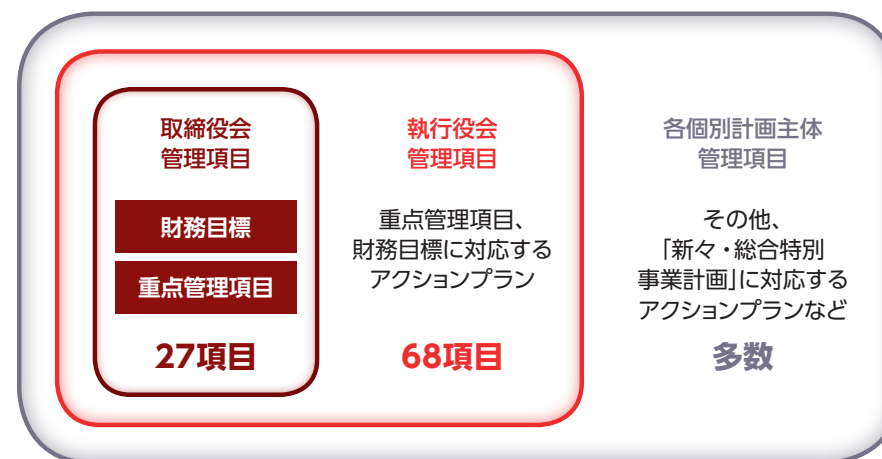 取締役会
管理項目
財務目標
重点管理項目
27項目
執行役会
管理項目
重点管理項目、
財務目標に対応する
アクションプラン
68項目
各個別計画主体
管理項目
その他、
「新々・総合特別
事業計画」に対応する
アクションプランなど
多数